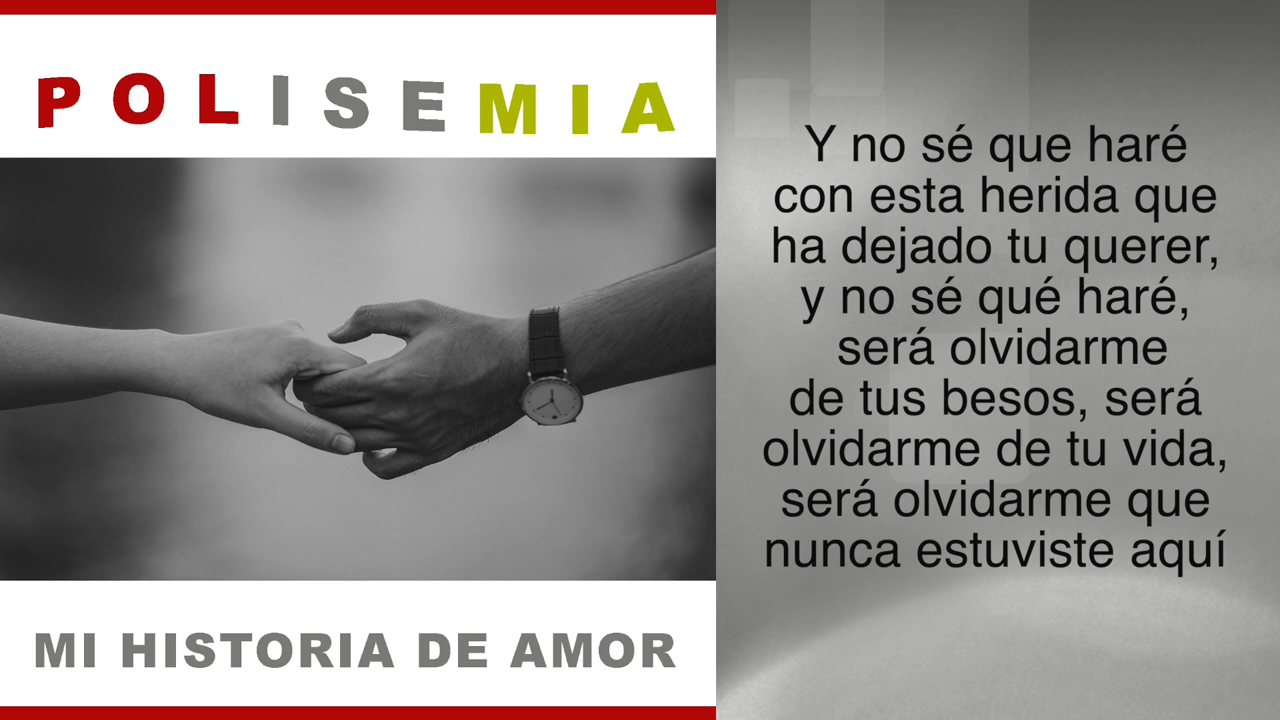 POLISEMIA
MI HISTORIA DE AMOR
Y no sé que haré
con esta herida que
ha dejado tu querer,
y no sé qué haré,
será olvidarme
de tus besos, será
olvidarme de tu vida,
será olvidarme que
nunca estuviste aquí